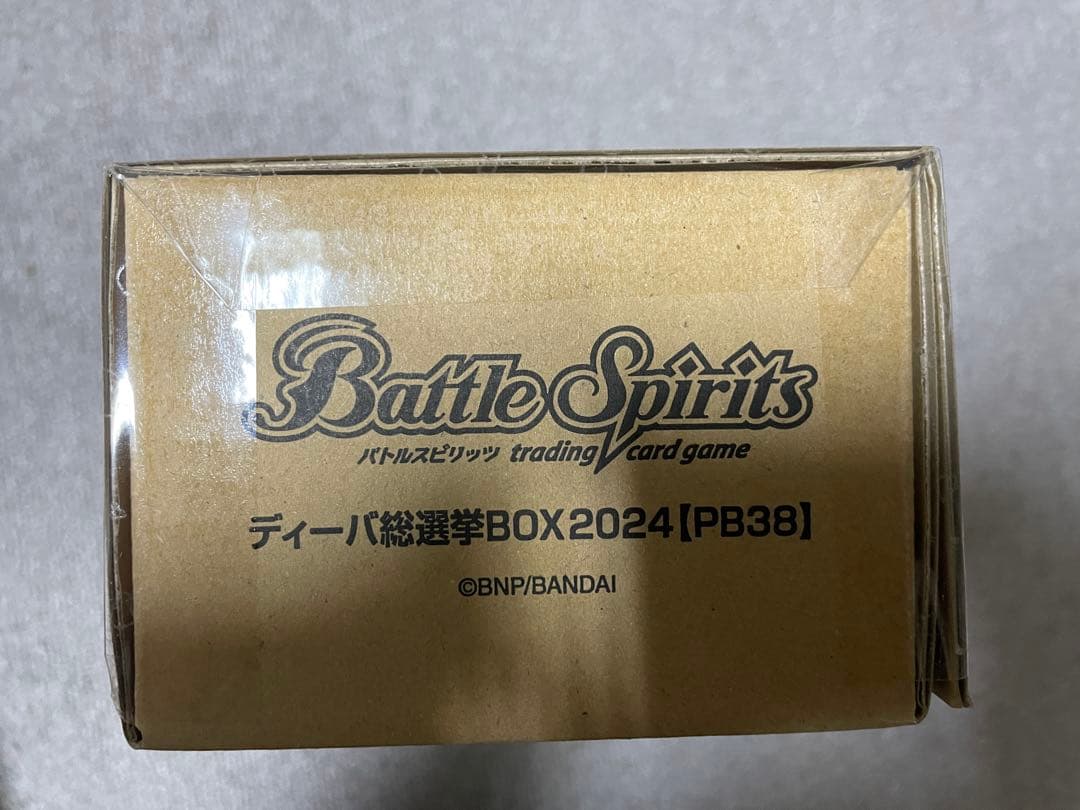 Battle Spirits
バトルスピリッツ trading card game
ディーバ総選挙BOX2024【PB38】
©BNP/BANDAI